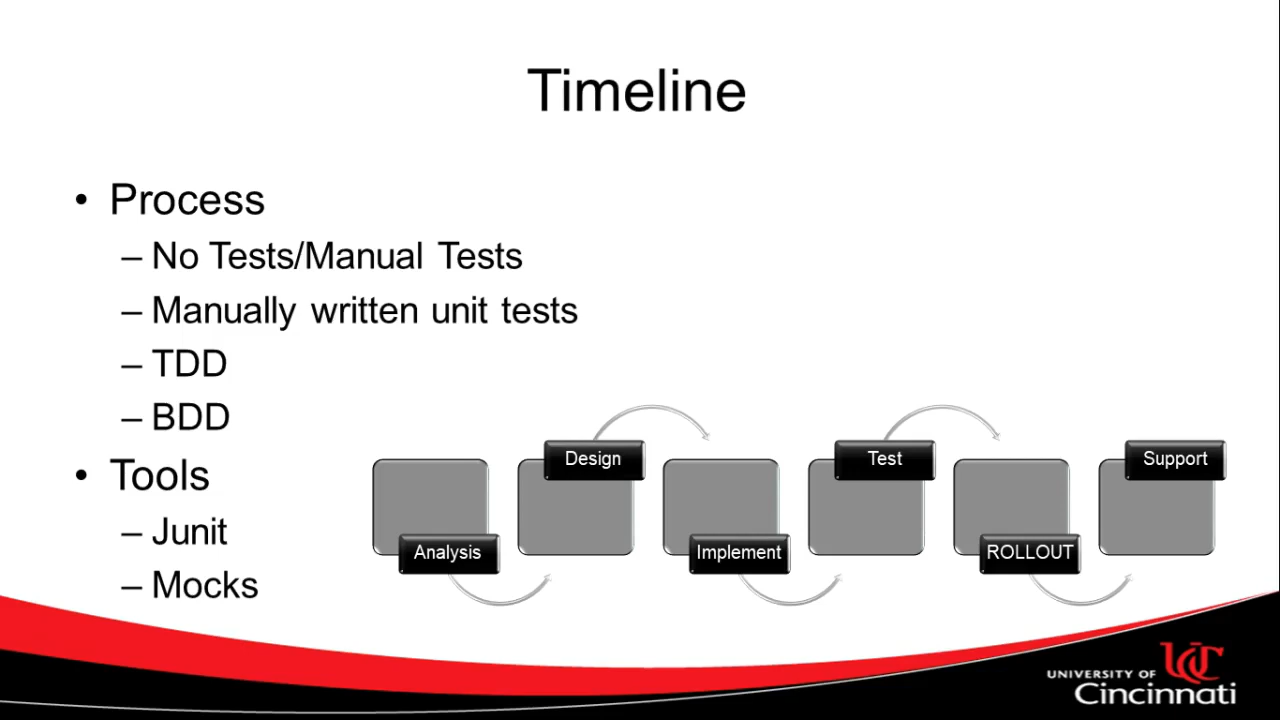 Timeline
• Process
– No Tests/Manual Tests
– Manually written unit tests
– TDD
– BDD
• Tools
– Junit
– Mocks
Analysis
Design
Implement
Test
ROLLOUT
Support
UC
UNIVERSITY OF
Cincinnati